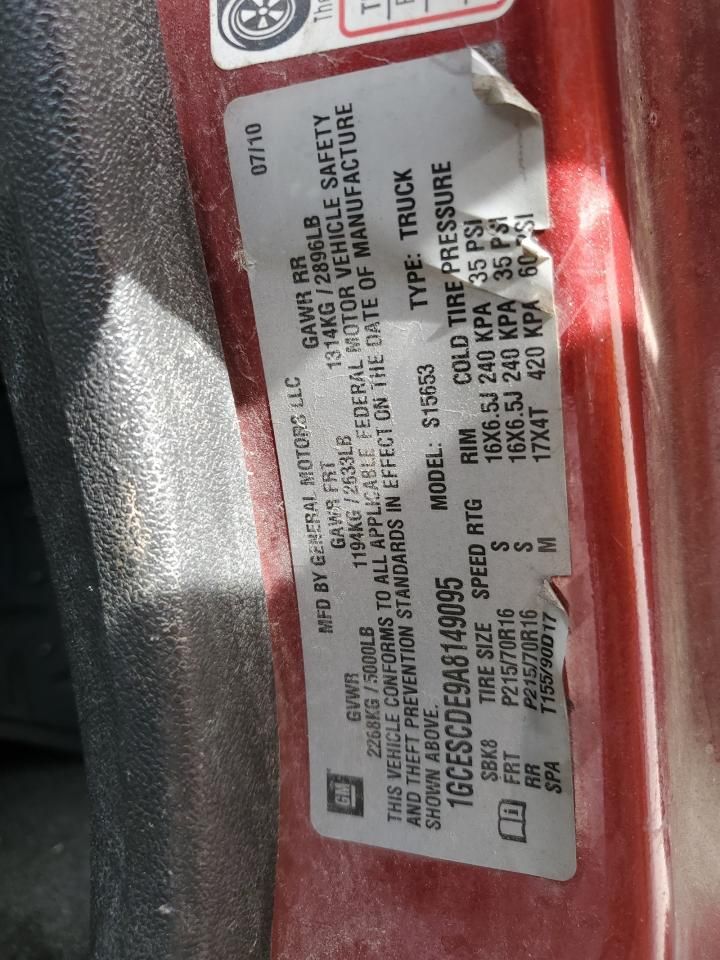 The
MFD BY GENERAL MOTORS LLC 07/10
GVWR GAWR FRT GAWR RR
2268KG / 5000LB 1194KG / 2633LB 1314KG / 2896LB
THIS VEHICLE CONFORMS TO ALL APPLICABLE FEDERAL MOTOR VEHICLE SAFETY
AND THEFT PREVENTION STANDARDS IN EFFECT ON THE DATE OF MANUFACTURE
SHOWN ABOVE.
1GCESCDE9A8149095 MODEL: S15653 TYPE: TRUCK
SBK8 TIRE SIZE SPEED RTG RIM COLD TIRE PRESSURE
FRT P215/70R16 S 16X6.5J 240 KPA 35 PSI
RR P215/70R16 S 16X6.5J 240 KPA 35 PSI
SPA T155/90D17 M 17X4T 420 KPA 60 PSI
GM